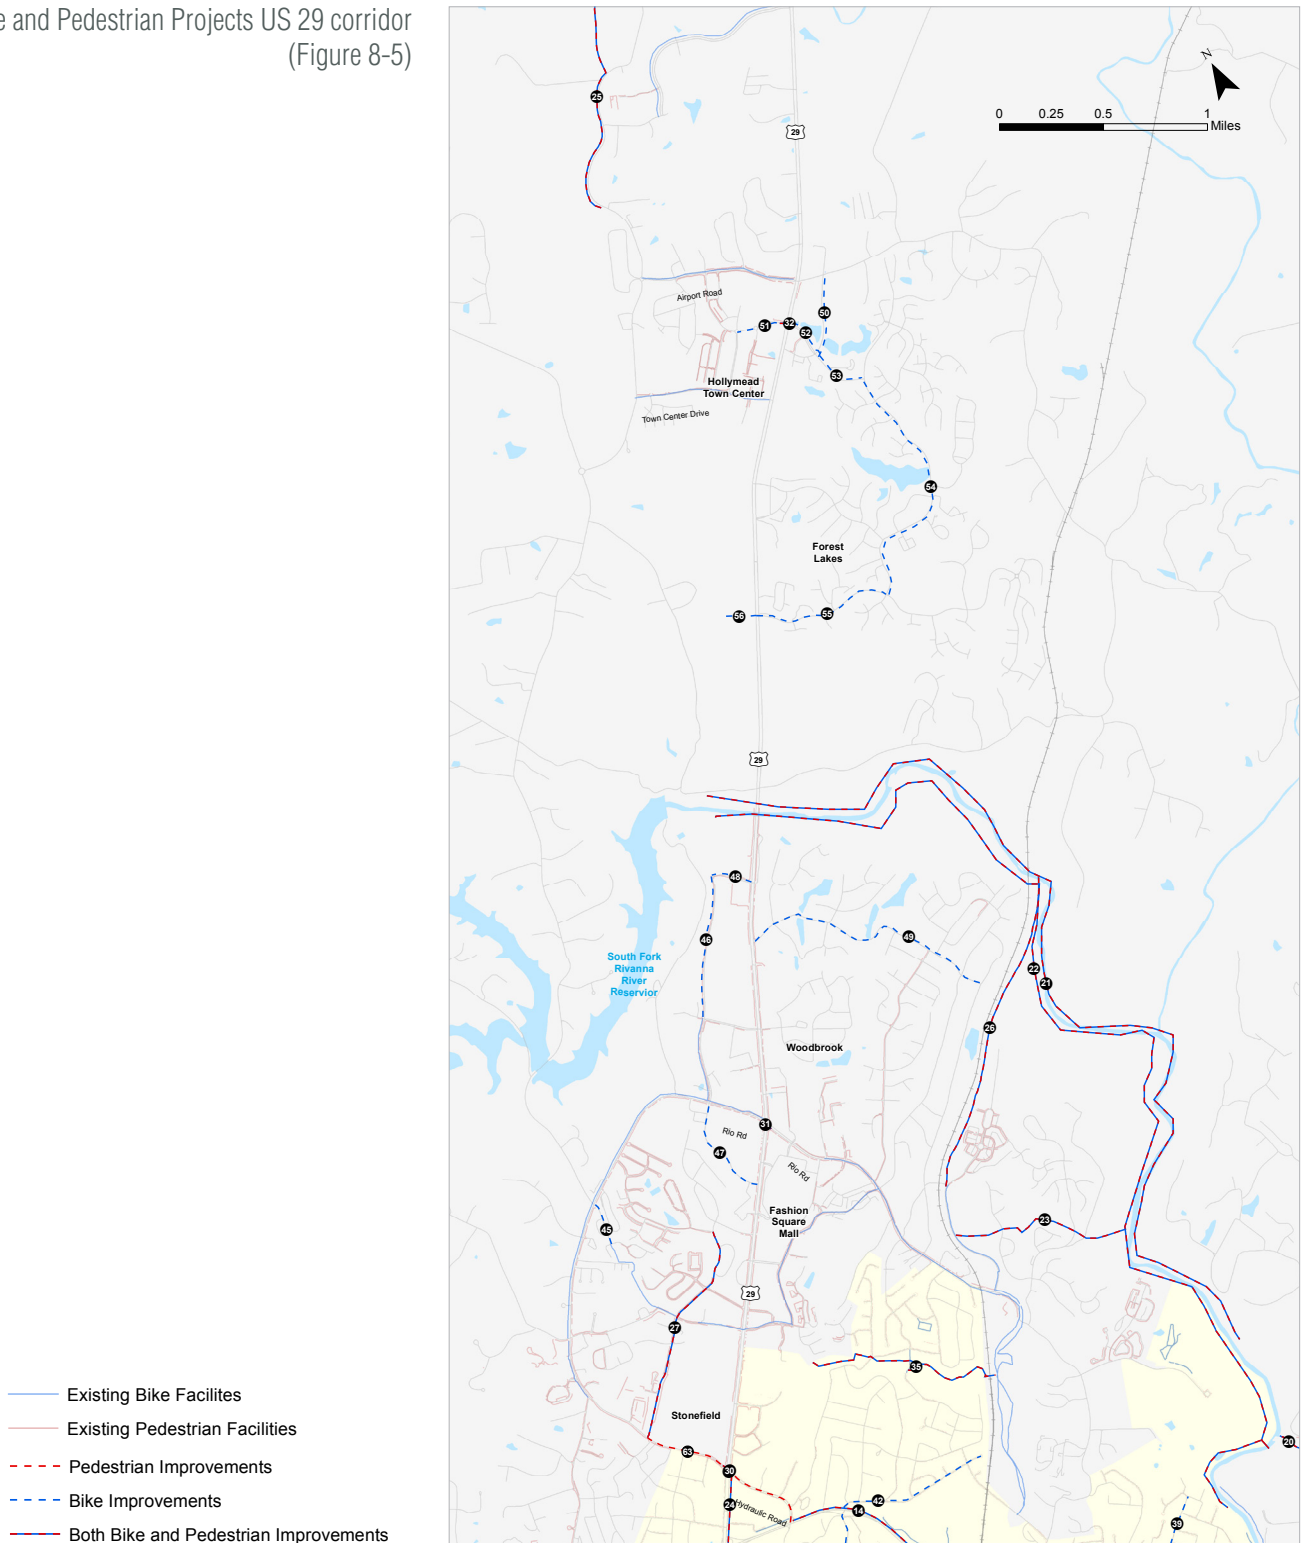 e and Pedestrian Projects US 29 corridor
(Figure 8-5)
N
0 0.25 0.5 1
Miles
25
29
Airport Road
50
51
32
52
53
Hollymead
Town Center
Town Center Drive
54
Forest
Lakes
56
55
29
48
46
49
South Fork
Rivanna
River
Reservior
22
21
26
Woodbrook
31
Rio Rd
47
Rio Rd
Fashion
Square
Mall
45
23
29
27
35
Stonefield
63
30
24
Hydraulic Road
14
42
20
39
Existing Bike Facilites
Existing Pedestrian Facilities
Pedestrian Improvements
Bike Improvements
Both Bike and Pedestrian Improvements